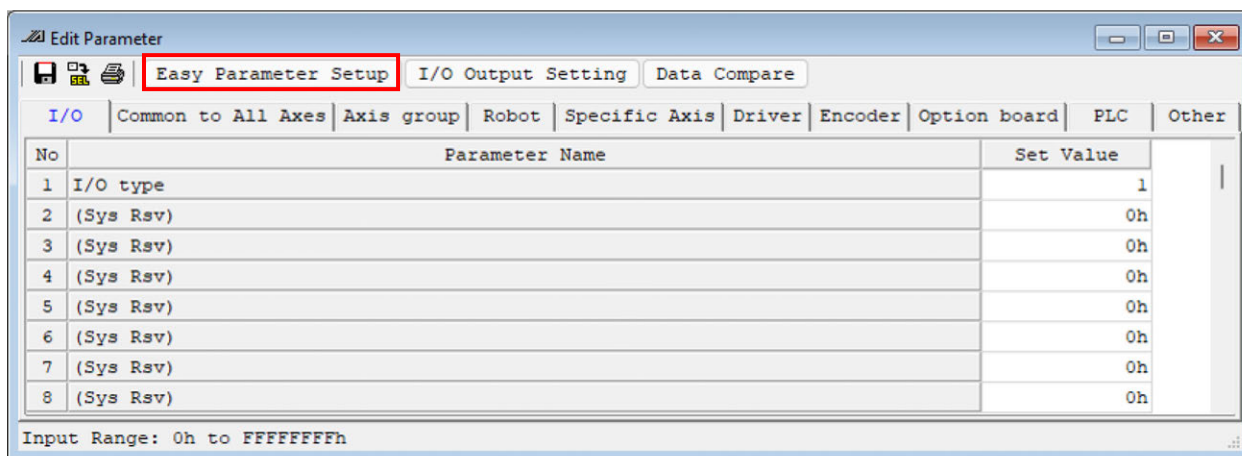 Edit Parameter
SEL Easy Parameter Setup I/O Output Setting Data Compare
I/O Common to All Axes Axis group Robot Specific Axis Driver Encoder Option board PLC Other
No Parameter Name Set Value
1 I/O type 1
2 (Sys Rsv) 0h
3 (Sys Rsv) 0h
4 (Sys Rsv) 0h
5 (Sys Rsv) 0h
6 (Sys Rsv) 0h
7 (Sys Rsv) 0h
8 (Sys Rsv) 0h
Input Range: 0h to FFFFFFFFh